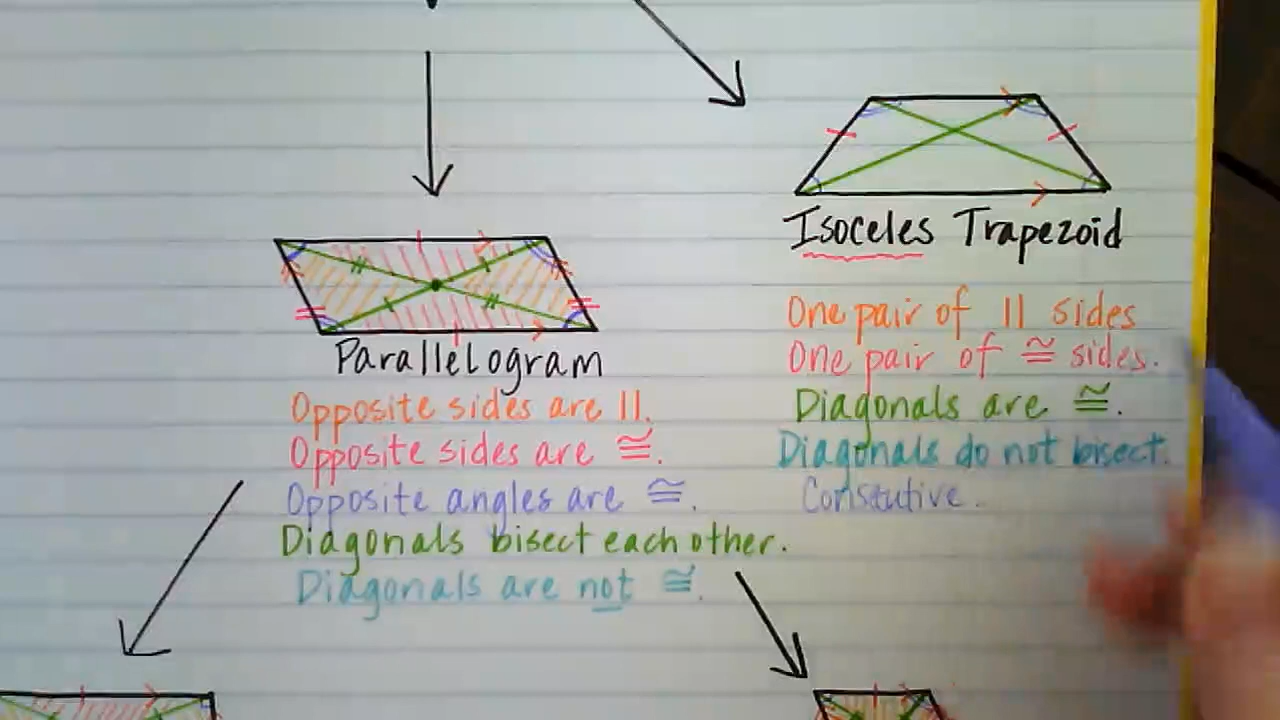 Isoceles Trapezoid
One pair of || sides
One pair of ≅ sides.
Diagonals are ≅.
Diagonals do not bisect.
Consutive.
Parallelogram
Opposite sides are ||.
Opposite sides are ≅.
Opposite angles are ≅.
Diagonals bisect each other.
Diagonals are not ≅.